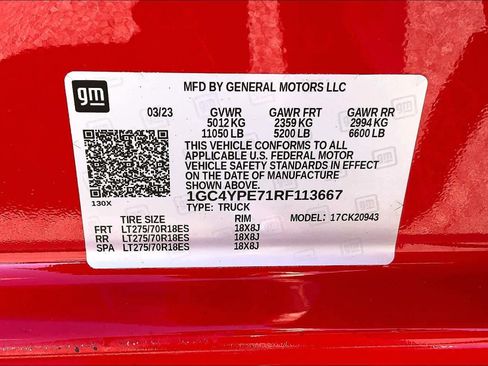 gm
MFD BY GENERAL MOTORS LLC
03/23 GVWR GAWR FRT GAWR RR
5012 KG 2359 KG 2994 KG
11050 LB 5200 LB 6600 LB
THIS VEHICLE CONFORMS TO ALL
APPLICABLE U.S. FEDERAL MOTOR
VEHICLE SAFETY STANDARDS IN EFFECT
ON THE DATE OF MANUFACTURE
SHOWN ABOVE.
130X
1GC4YPE71RF113667
TYPE: TRUCK MODEL: 17CK20943
TIRE SIZE RIM
FRT LT275/70R18ES 18X8J
RR LT275/70R18ES 18X8J
SPA LT275/70R18ES 18X8J